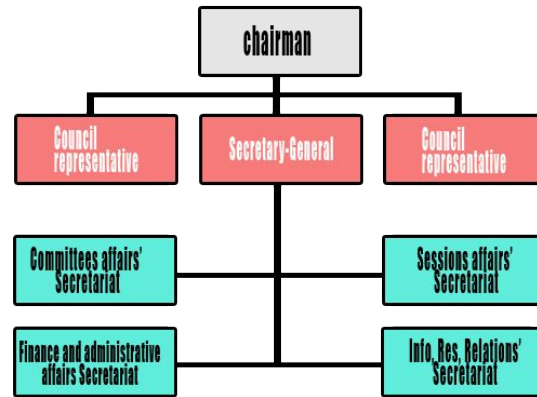 chairman
Council
representative
Secretary-General
Council
representative
Committees affairs'
Secretariat
Sessions affairs'
Secretariat
Finance and administrative
affairs Secretariat
Info, Res, Relations'
Secretariat